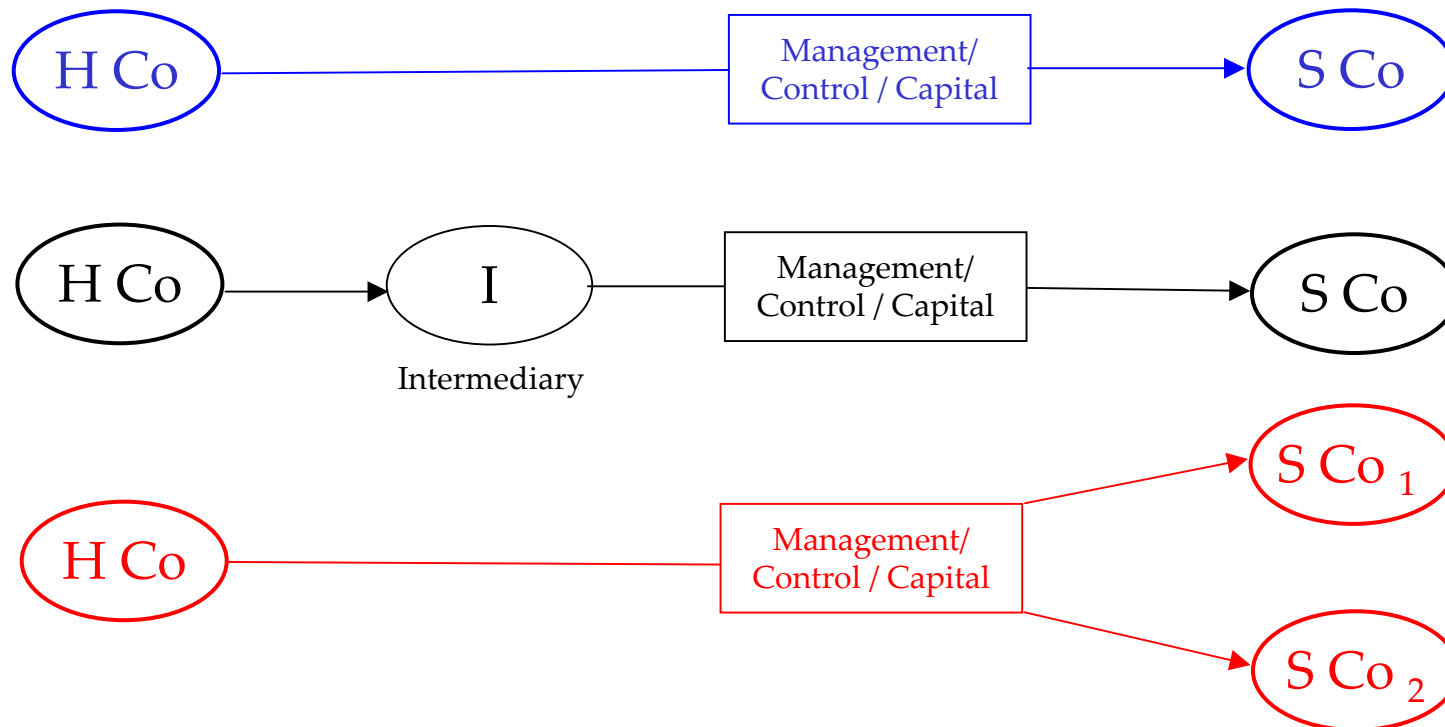 H Co
Management/
Control / Capital
S Co
H Co
I
Management/
Control / Capital
S Co
Intermediary
H Co
Management/
Control / Capital
S Co 1
S Co 2